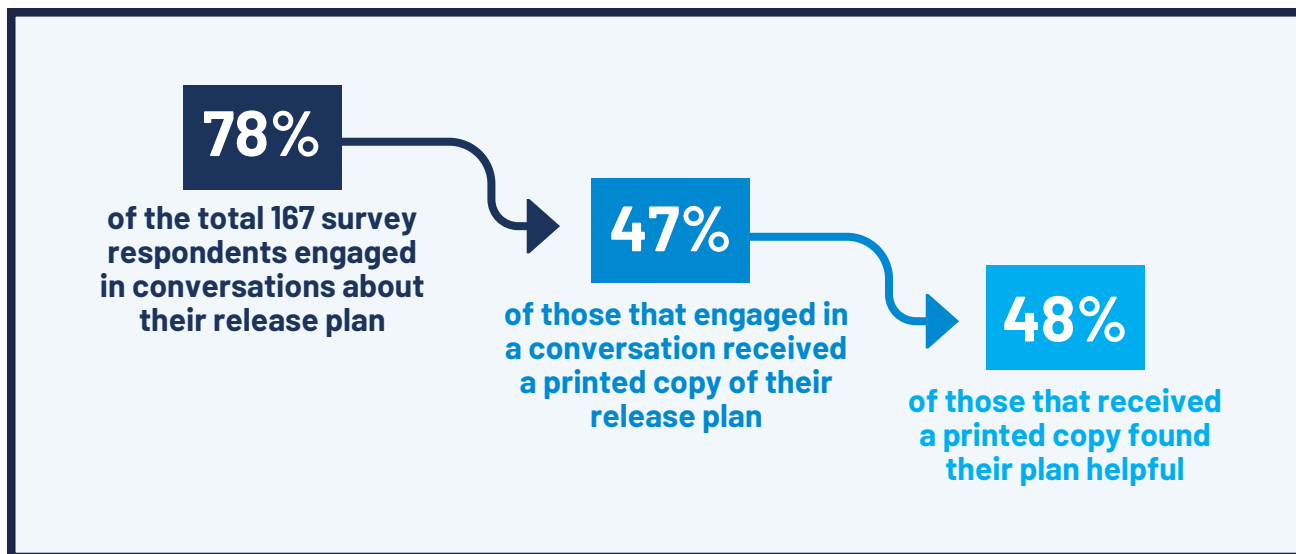 78%
of the total 167 survey
respondents engaged
in conversations about
their release plan
47%
of those that engaged in
a conversation received
a printed copy of their
release plan
48%
of those that received
a printed copy found
their plan helpful